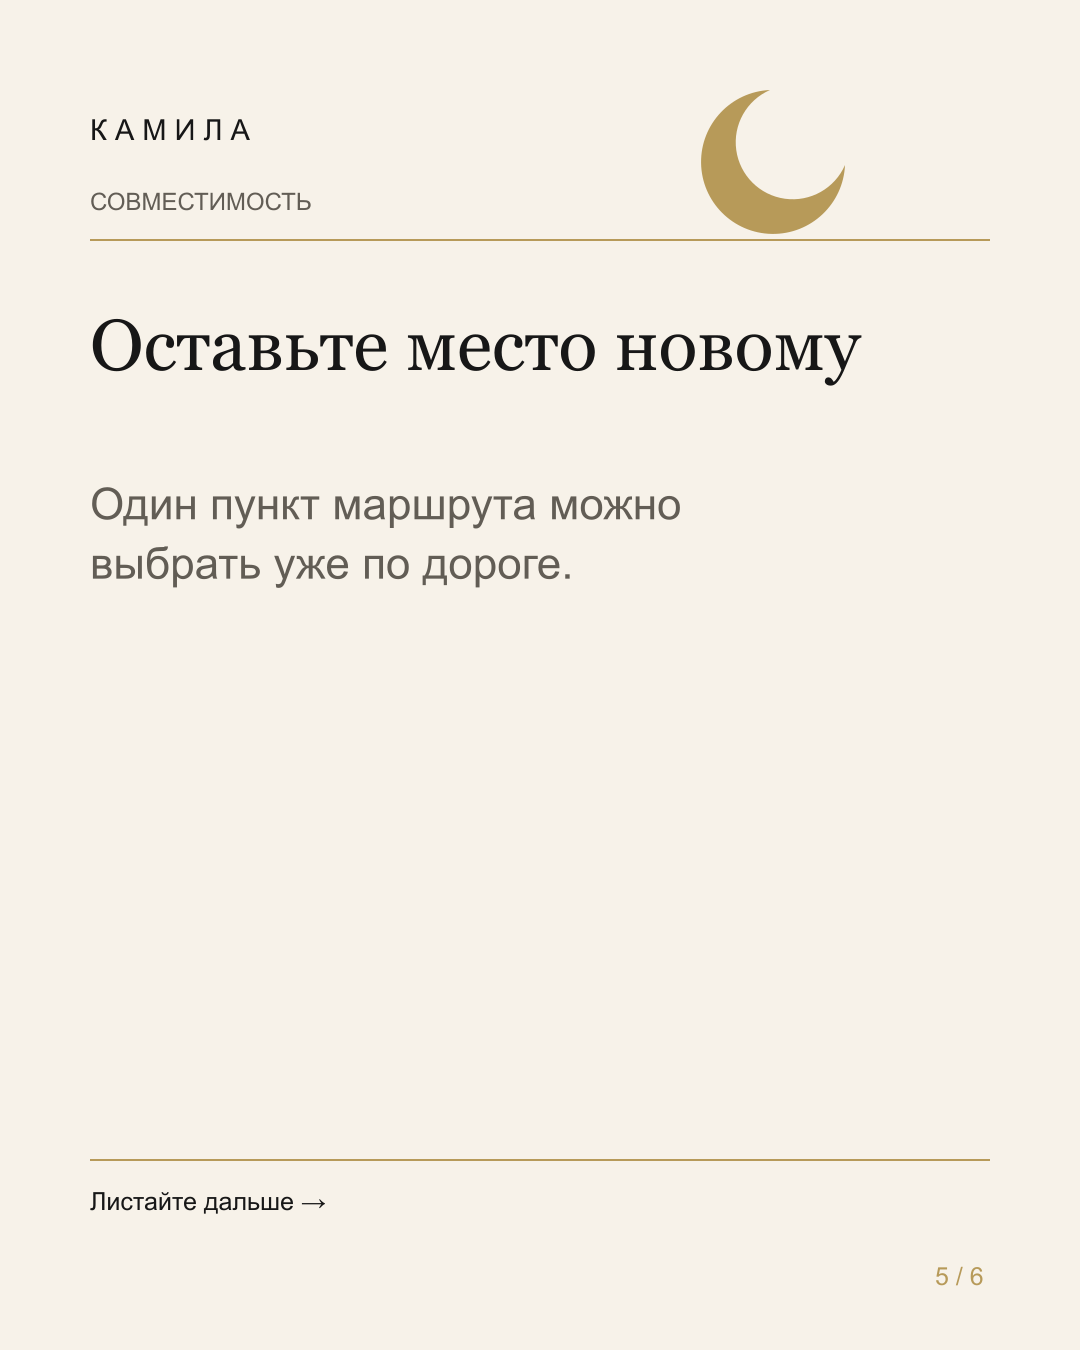 КАМИЛА
СОВМЕСТИМОСТЬ
Оставьте место новому
Один пункт маршрута можно
выбрать уже по дороге.
Листайте дальше →
5 / 6